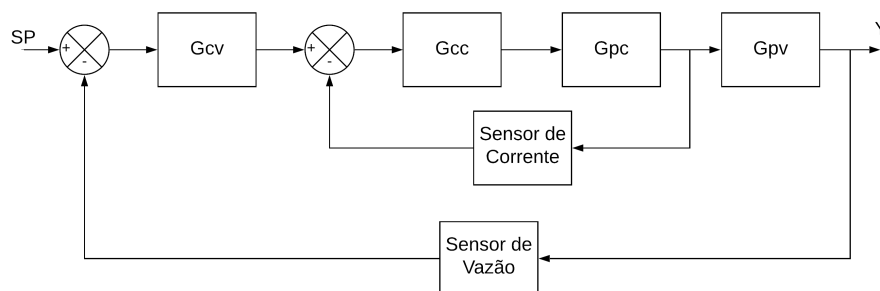 SP
+
-
Gcv
+
-
Gcc
Gpc
Gpv
Y
Sensor de
Corrente
Sensor de
Vazão